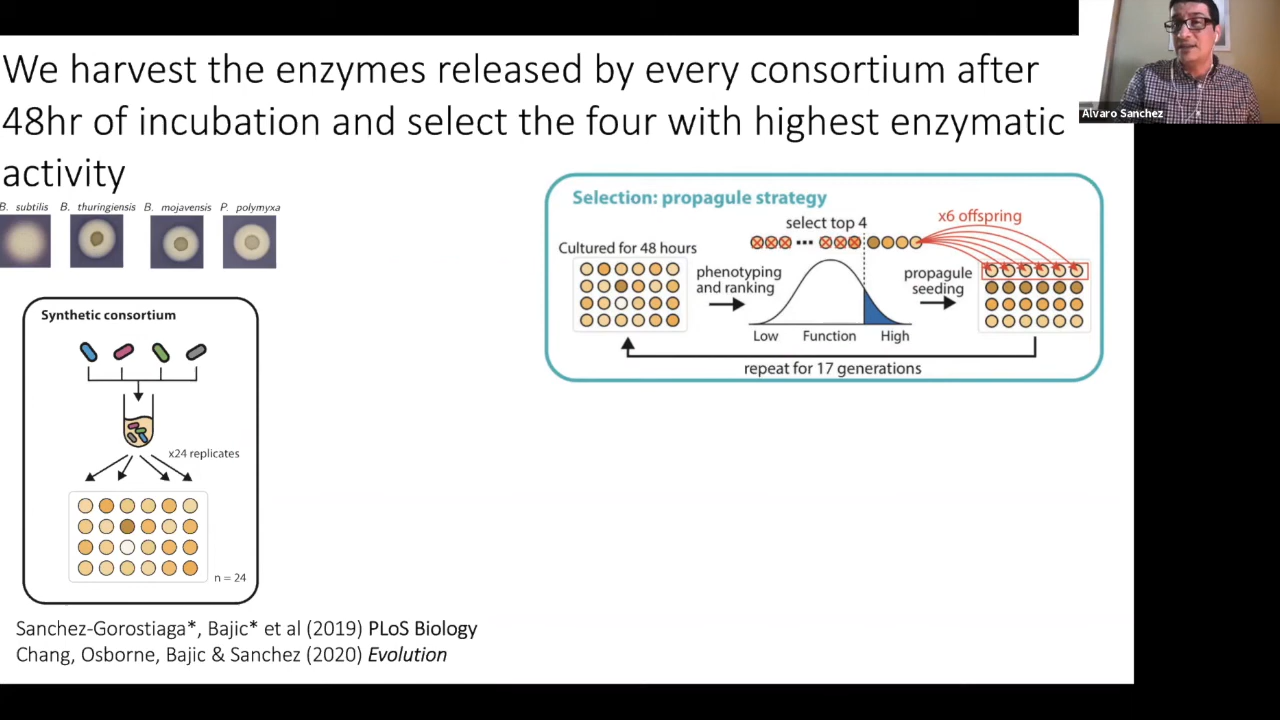 We harvest the enzymes released by every consortium after
48hr of incubation and select the four with highest enzymatic
activity
Alvaro Sanchez
B. subtilis B. thuringiensis B. mojavensis P. polymyxa
Synthetic consortium
x24 replicates
n = 24
Selection: propagule strategy
select top 4
x6 offspring
Cultured for 48 hours
phenotyping
and ranking
propagule
seeding
Low Function High
repeat for 17 generations
Sanchez-Gorostiaga*, Bajic* et al (2019) PLoS Biology
Chang, Osborne, Bajic & Sanchez (2020) Evolution